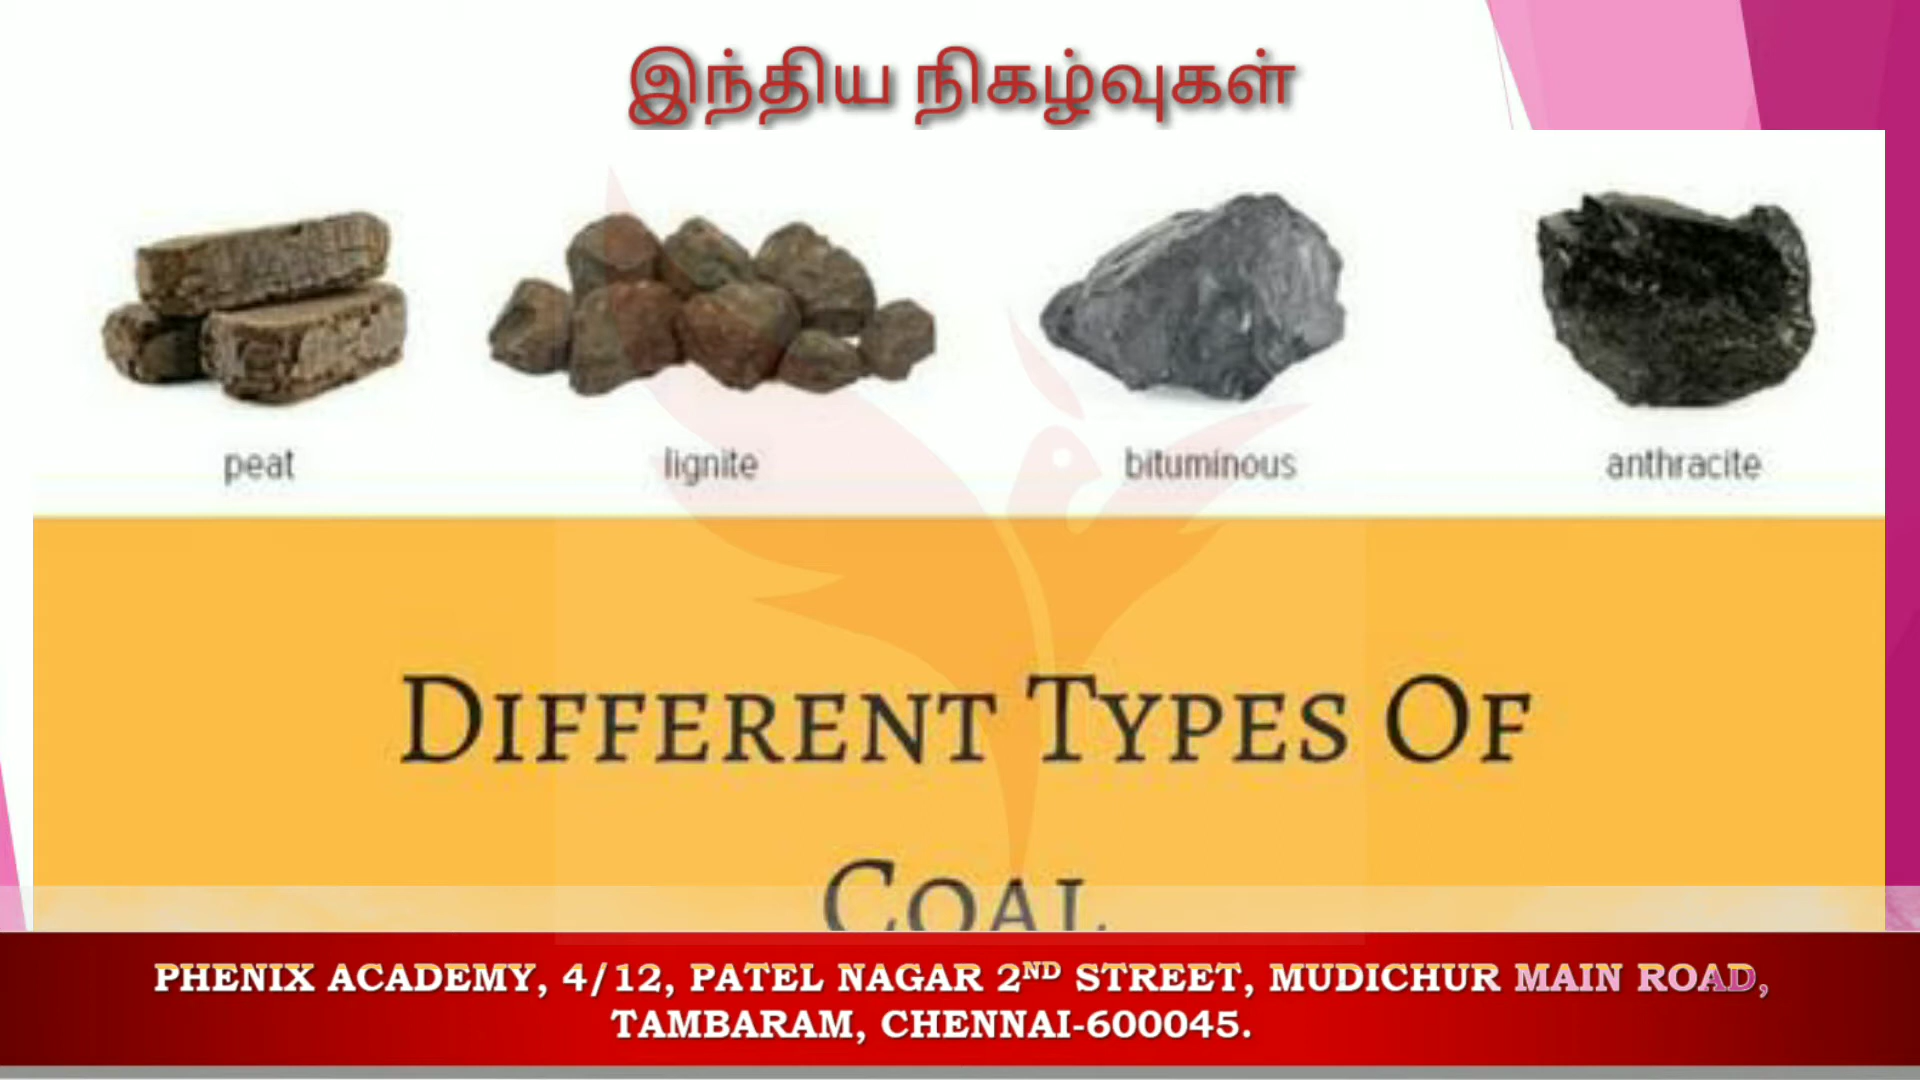 இந்திய நிகழ்வுகள்
peat lignite bituminous anthracite
DIFFERENT TYPES OF
COAL
PHENIX ACADEMY, 4/12, PATEL NAGAR 2ND STREET, MUDICHUR MAIN ROAD,
TAMBARAM, CHENNAI-600045.